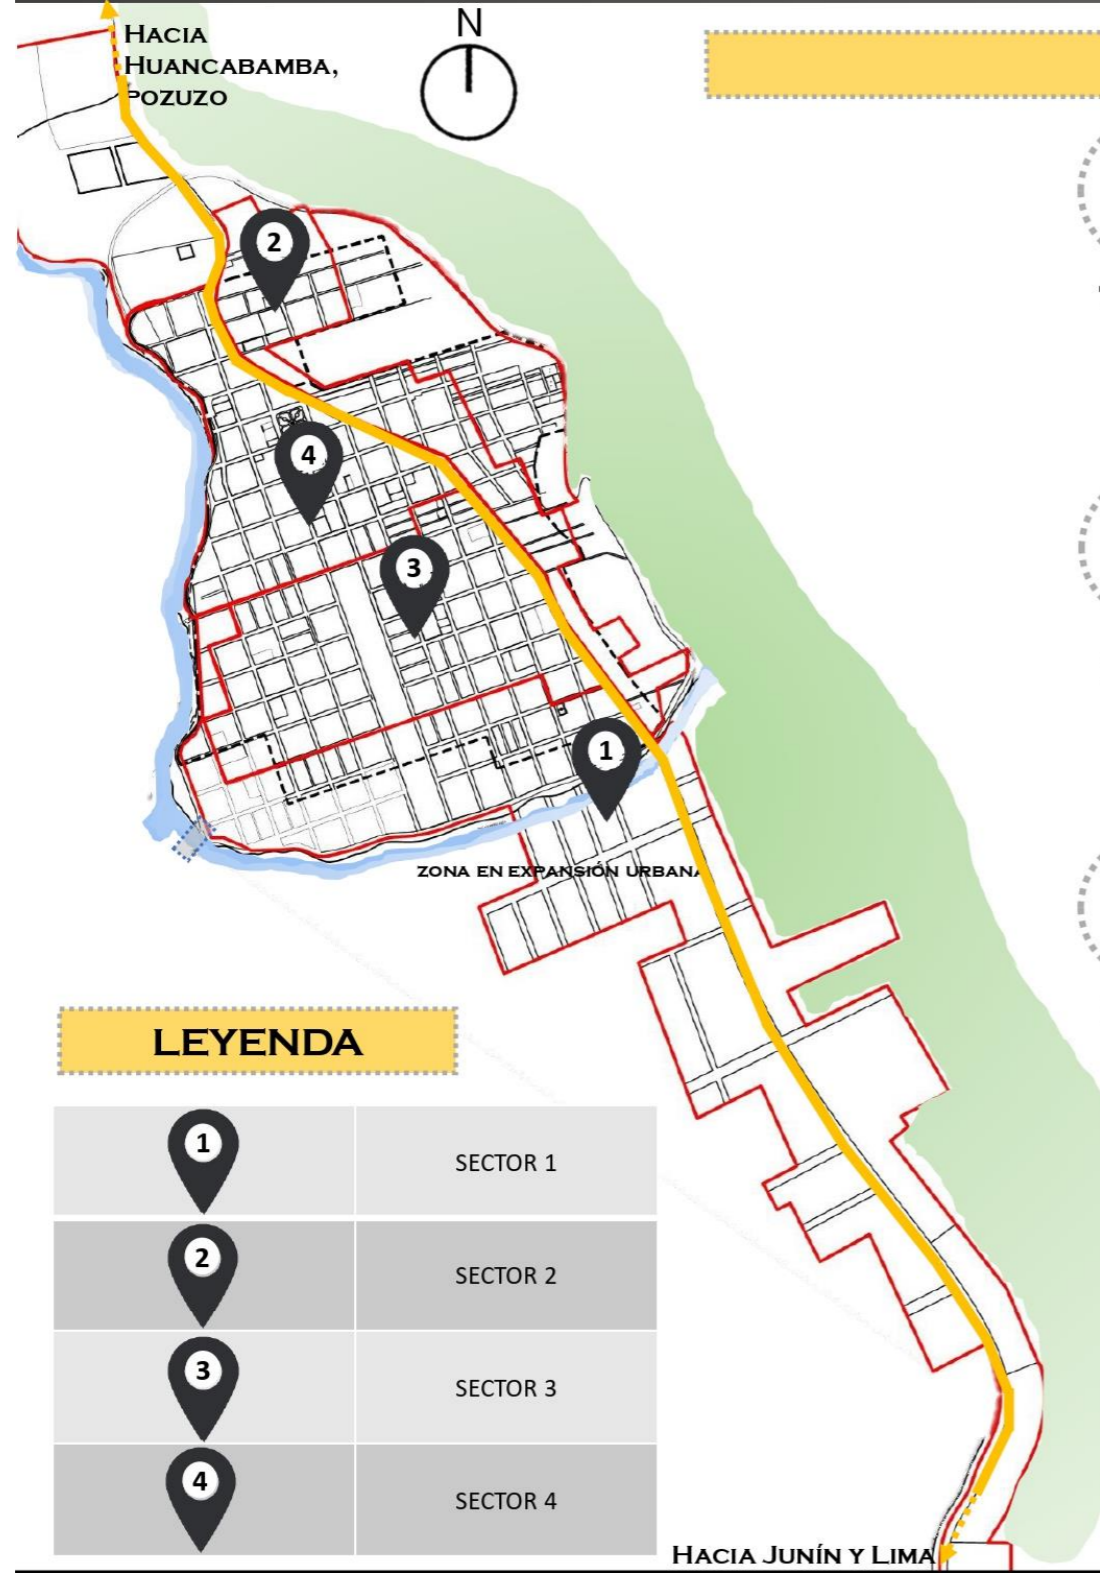 HACIA
HUANCABAMBA,
POZUZO
N
2
4
3
1
ZONA EN EXPANSIÓN URBANA
LEYENDA
1 SECTOR 1
2 SECTOR 2
3 SECTOR 3
4 SECTOR 4
HACIA JUNÍN Y LIMA